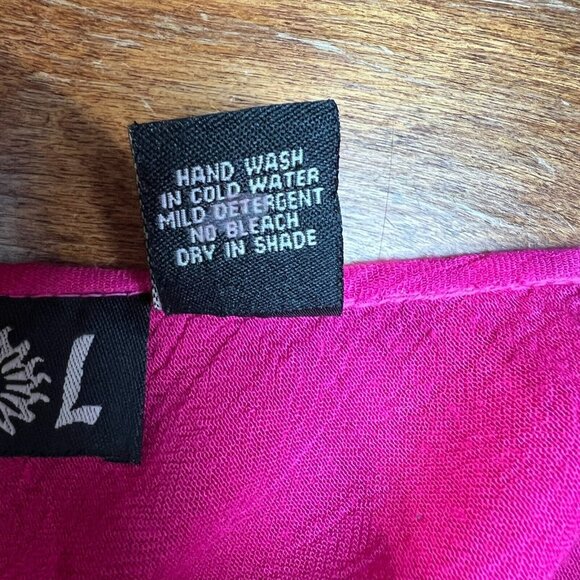 HAND WASH
IN COLD WATER
MILD DETERGENT
NO BLEACH
DRY IN SHADE
L